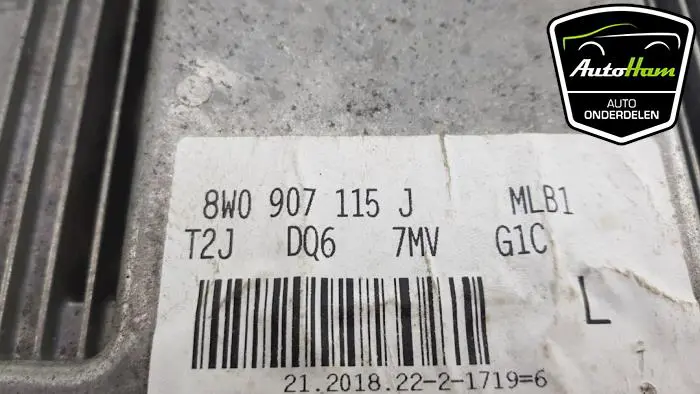 AutoHam
AUTO
ONDERDELEN
8W0 907 115 J MLB1
T2J DQ6 7MV G1C
L
21.2018.22-2-1719=6